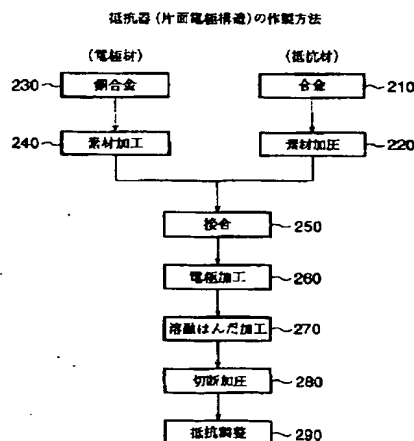 抵抗器(片面電極構造)の作製方法
(電極材)
(抵抗材)
230
銅合金
合金
210
240
素材加工
素材加圧
220
接合
250
電極加工
260
溶融はんだ加工
270
切断加圧
280
抵抗調整
290